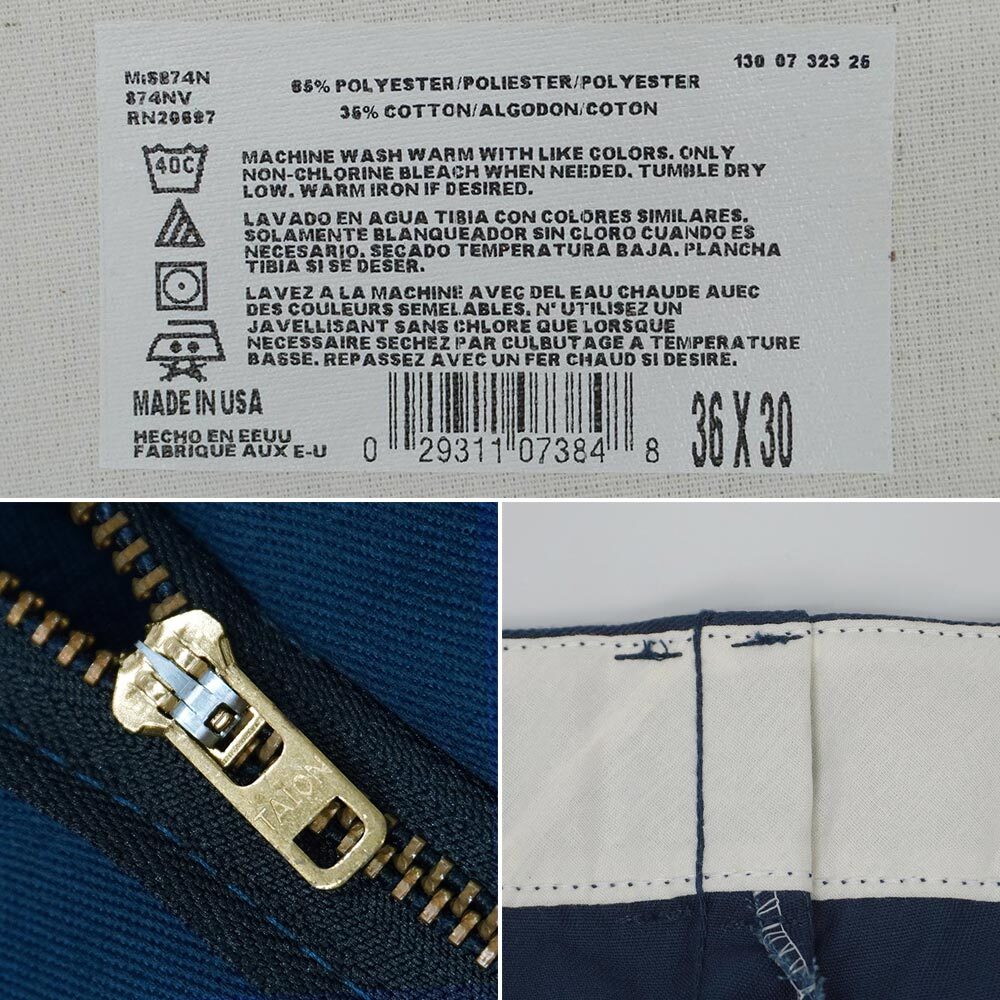 130 07 323 25
MIS874N
874NV
RN20697
65% POLYESTER/POLIESTER/POLYESTER
35% COTTON/ALGODON/COTON
40C
MACHINE WASH WARM WITH LIKE COLORS. ONLY
NON-CHLORINE BLEACH WHEN NEEDED. TUMBLE DRY
LOW. WARM IRON IF DESIRED.
LAVADO EN AGUA TIBIA CON COLORES SIMILARES.
SOLAMENTE BLANQUEADOR SIN CLORO CUANDO ES
NECESARIO. SECADO TEMPERATURA BAJA. PLANCHA
TIBIA SI SE DESER.
LAVEZ A LA MACHINE AVEC DEL EAU CHAUDE AUEC
DES COULEURS SEMELABLES. N' UTILISEZ UN
JAVELLISANT SANS CHLORE QUE LORSQUE
NECESSAIRE SECHEZ PAR CULBUTAGE A TEMPERATURE
BASSE. REPASSEZ AVEC UN FER CHAUD SI DESIRE.
MADE IN USA
HECHO EN EEUU
FABRIQUE AUX E-U
0 29311 07384 8
36 X 30
TALON